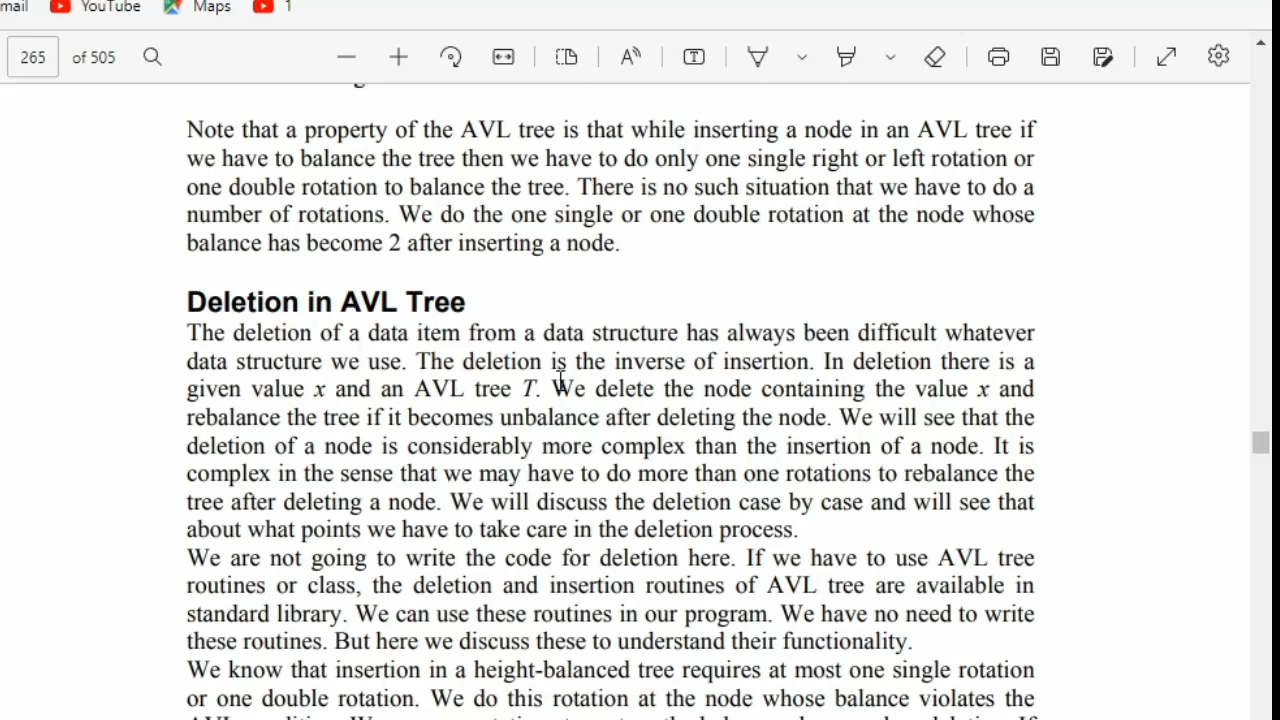 mail YouTube Maps 1
265 of 505
Note that a property of the AVL tree is that while inserting a node in an AVL tree if
we have to balance the tree then we have to do only one single right or left rotation or
one double rotation to balance the tree. There is no such situation that we have to do a
number of rotations. We do the one single or one double rotation at the node whose
balance has become 2 after inserting a node.
Deletion in AVL Tree
The deletion of a data item from a data structure has always been difficult whatever
data structure we use. The deletion is the inverse of insertion. In deletion there is a
given value x and an AVL tree T. We delete the node containing the value x and
rebalance the tree if it becomes unbalance after deleting the node. We will see that the
deletion of a node is considerably more complex than the insertion of a node. It is
complex in the sense that we may have to do more than one rotations to rebalance the
tree after deleting a node. We will discuss the deletion case by case and will see that
about what points we have to take care in the deletion process.
We are not going to write the code for deletion here. If we have to use AVL tree
routines or class, the deletion and insertion routines of AVL tree are available in
standard library. We can use these routines in our program. We have no need to write
these routines. But here we discuss these to understand their functionality.
We know that insertion in a height-balanced tree requires at most one single rotation
or one double rotation. We do this rotation at the node whose balance violates the